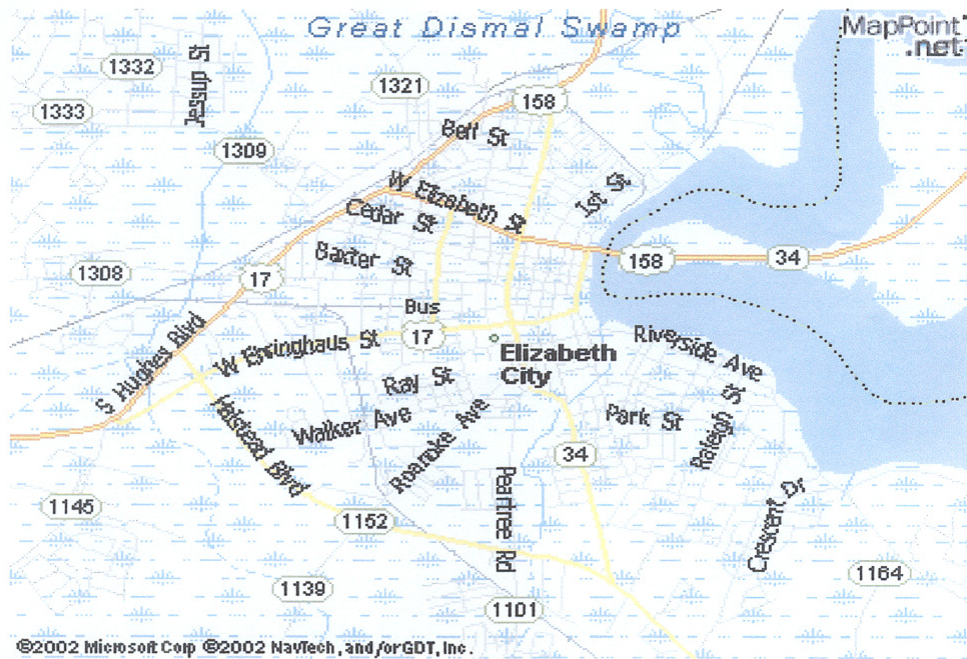 Great Dismal Swamp
MapPoint
.net
1332
Jessup St
1333
1321
158
1309
Bell St
W Elizabeth St
1st St
Cedar St
158
34
Baxter St
1308
17
Bus
17
S Hughes Blvd
W Ehringhaus St
Elizabeth
City
Riverside Ave
Ray St
Walker Ave
Halstead Blvd
Roanoke Ave
Park St
Raleigh St
34
Peartree Rd
Crescent Dr
1145
1152
1139
1101
1164
©2002 Microsoft Corp ©2002 NavTech, and/or GDT, Inc.